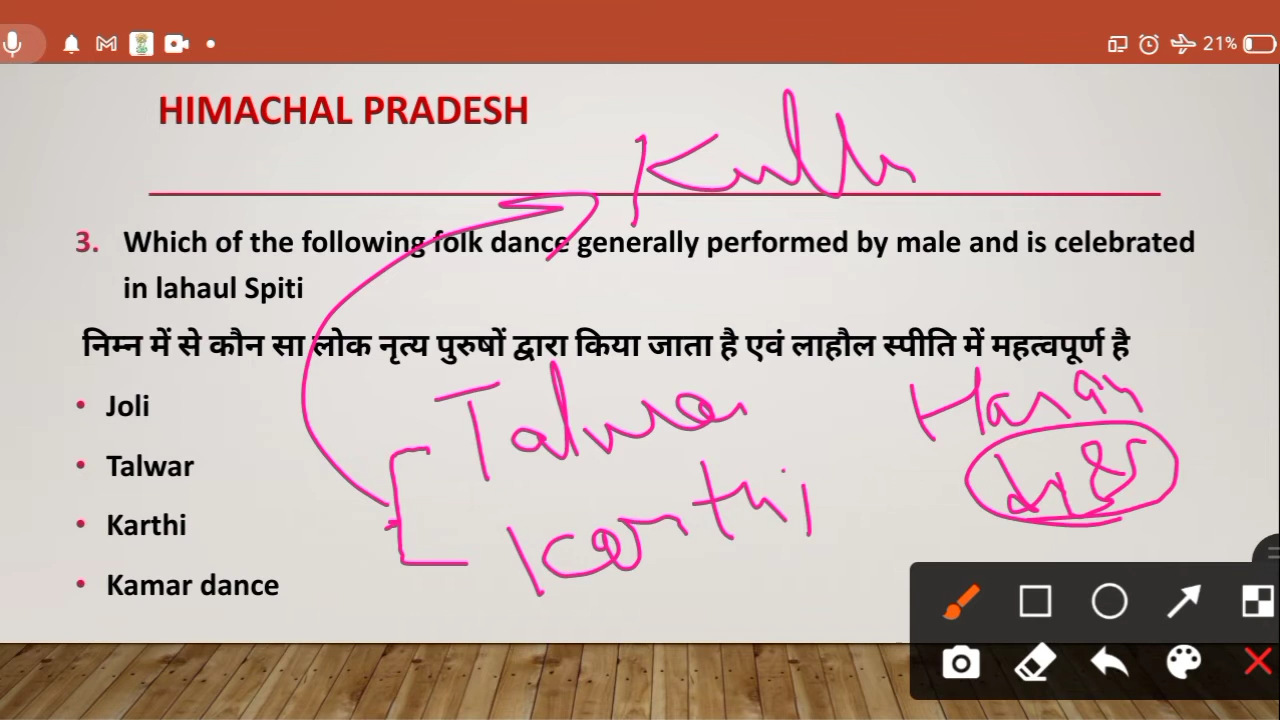 21%
HIMACHAL PRADESH
Kullu
3. Which of the following folk dance generally performed by male and is celebrated
in lahaul Spiti
निम्न में से कौन सा लोक नृत्य पुरुषों द्वारा किया जाता है एवं लाहौल स्पीति में महत्वपूर्ण है
• Joli
Talwar
• Talwar
Karthi
• Karthi
• Kamar dance